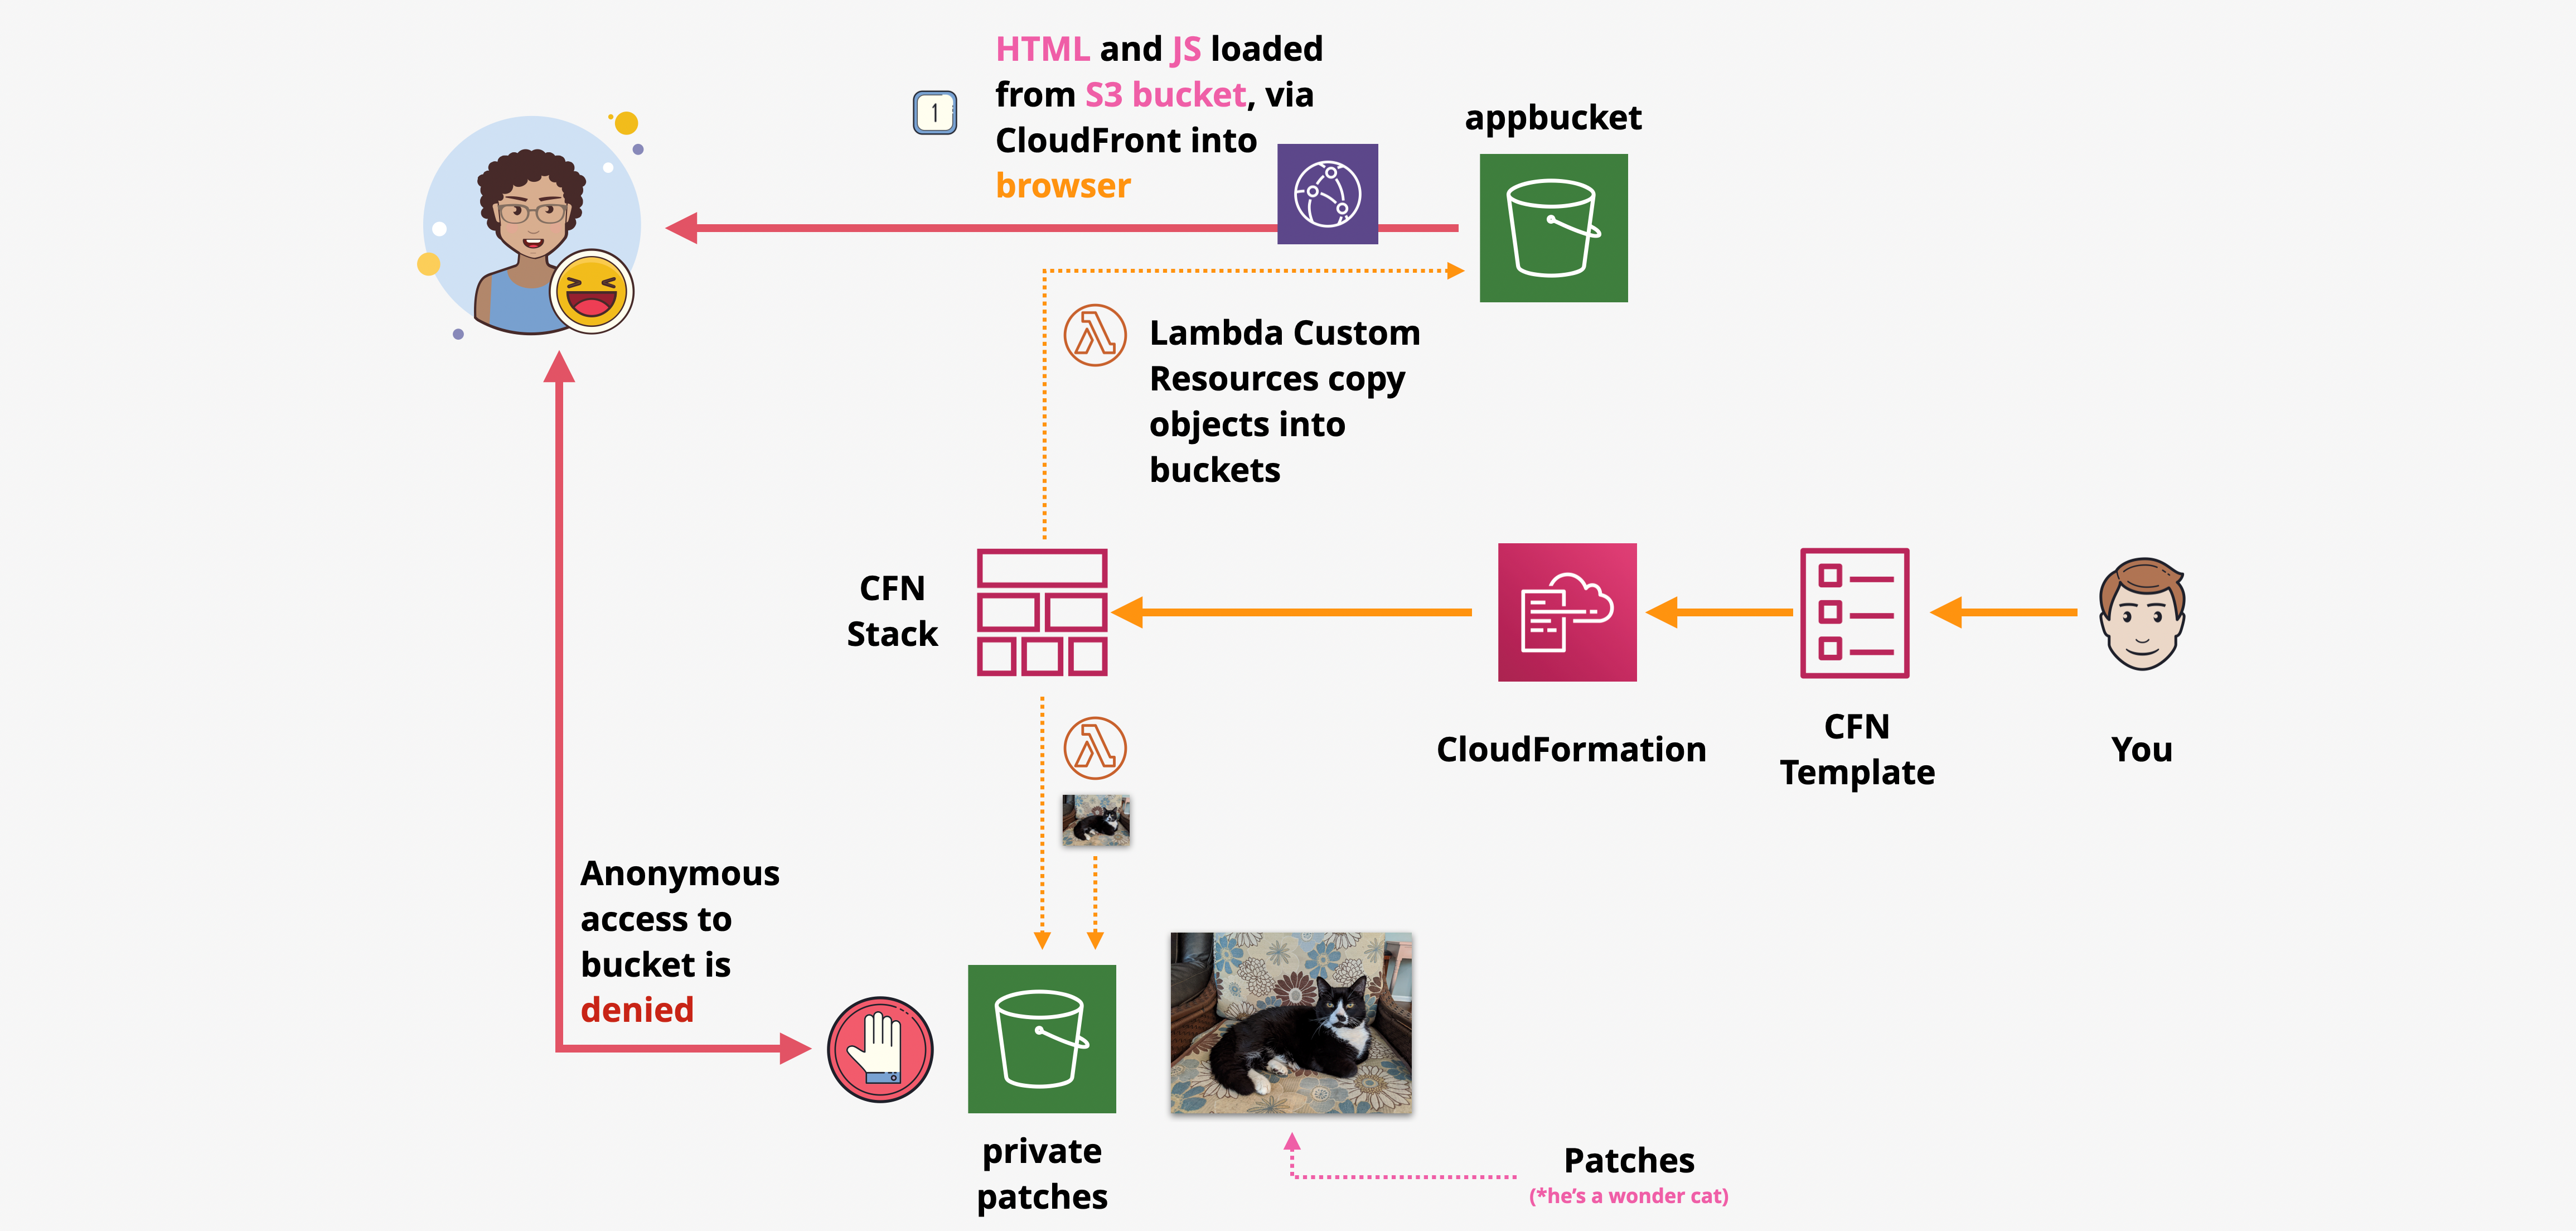 HTML and JS loaded
from S3 bucket, via
CloudFront into
browser
1
appbucket
Lambda Custom
Resources copy
objects into
buckets
CFN
Stack
CloudFormation
CFN
Template
You
Anonymous
access to
bucket is
denied
private
patches
Patches
(*he's a wonder cat)